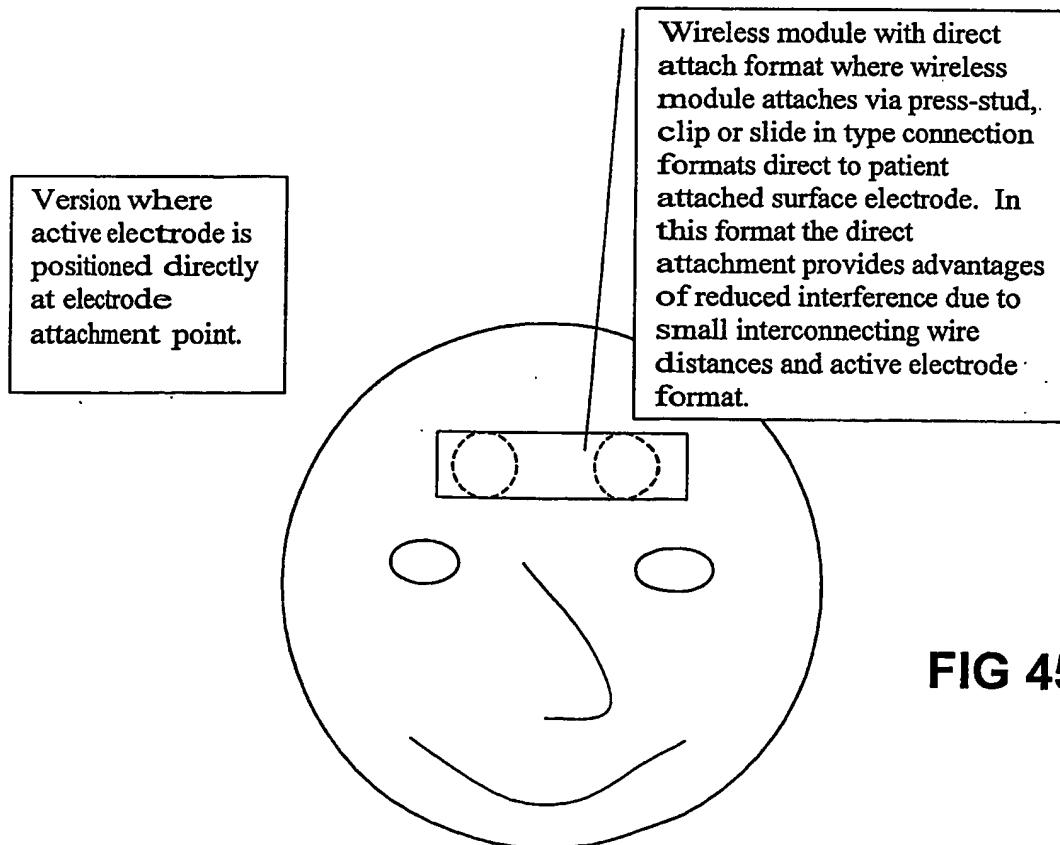 Version where
active electrode is
positioned directly
at electrode
attachment point.
Wireless module with direct
attach format where wireless
module attaches via press-stud,
clip or slide in type connection
formats direct to patient
attached surface electrode. In
this format the direct
attachment provides advantages
of reduced interference due to
small interconnecting wire
distances and active electrode
format.
FIG 45